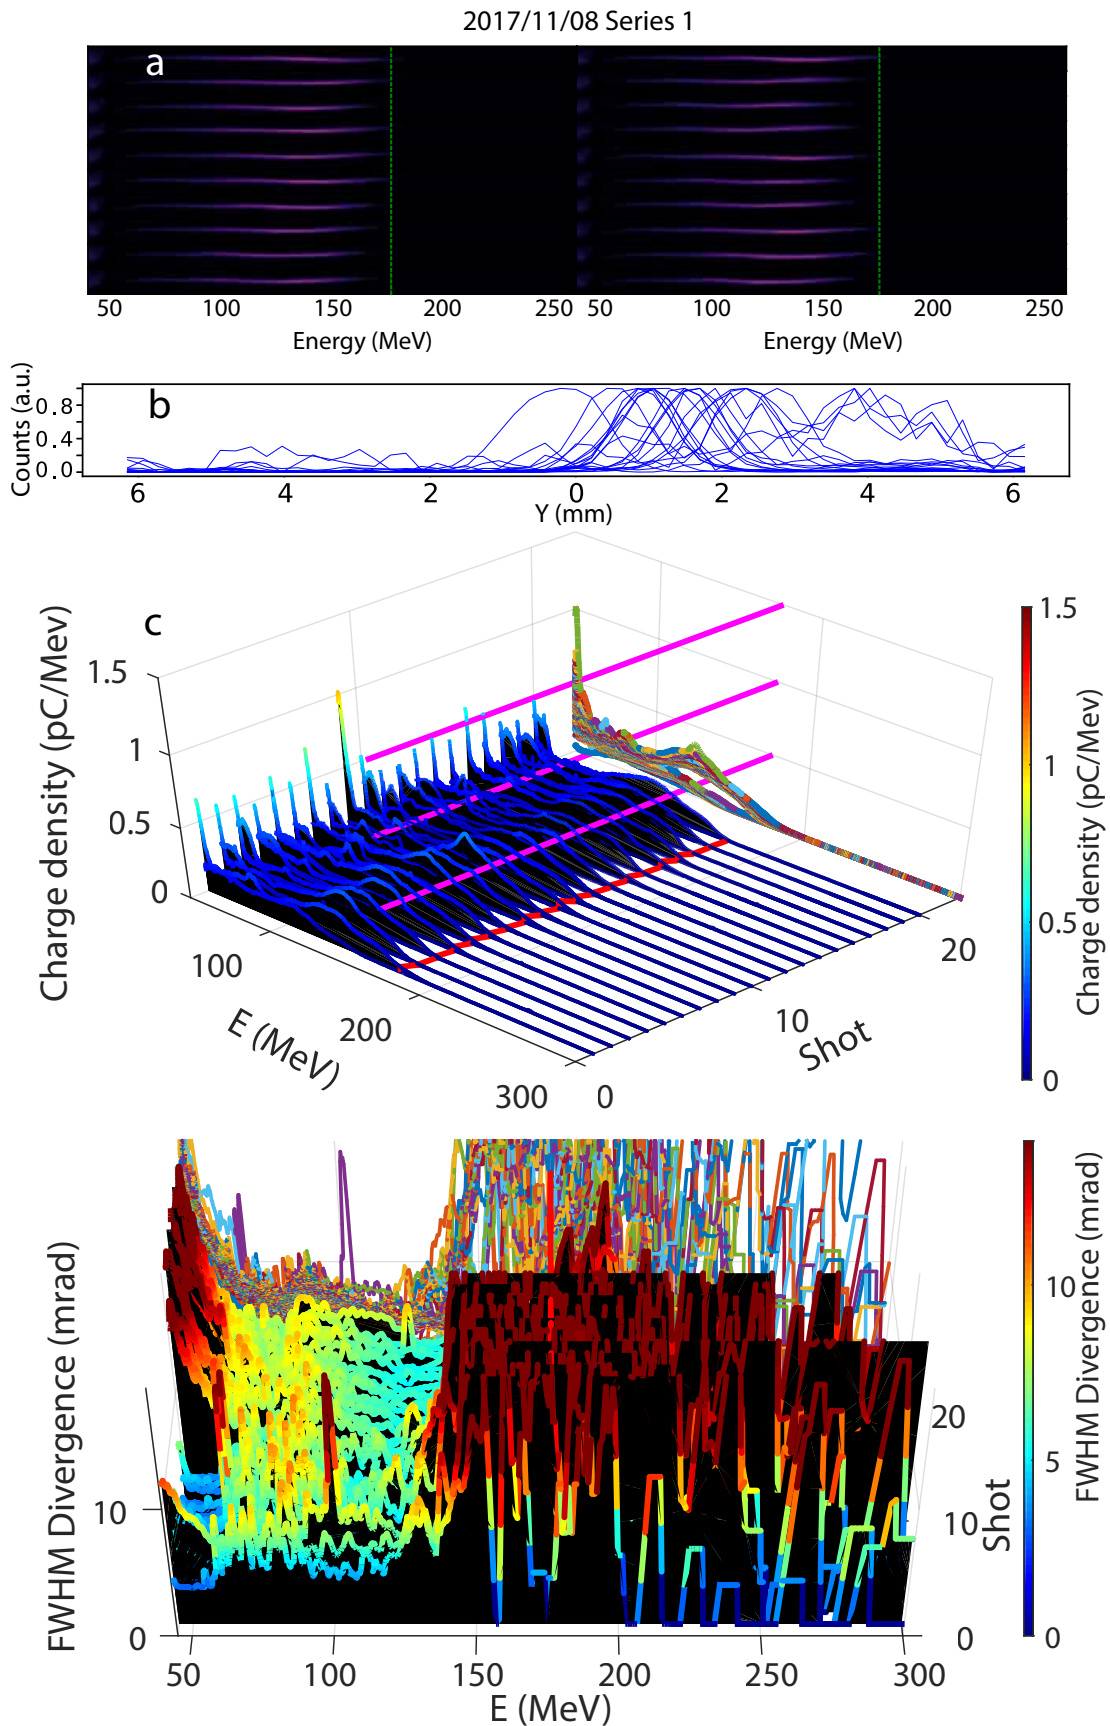 2017/11/08 Series 1
a
50 100 150 200 250 50 100 150 200 250
Energy (MeV) Energy (MeV)
b
Counts (a.u.)
0.8
0.4
0.0
6 4 2 0 2 4 6
Y (mm)
c
Charge density (pC/Mev)
1.5
1
0.5
0
100
200
300
E (MeV)
0
10
20
Shot
1.5
1
0.5
0
Charge density (pC/Mev)
FWHM Divergence (mrad)
10
0
50 100 150 200 250 300
E (MeV)
20
10
0
Shot
10
5
0
FWHM Divergence (mrad)